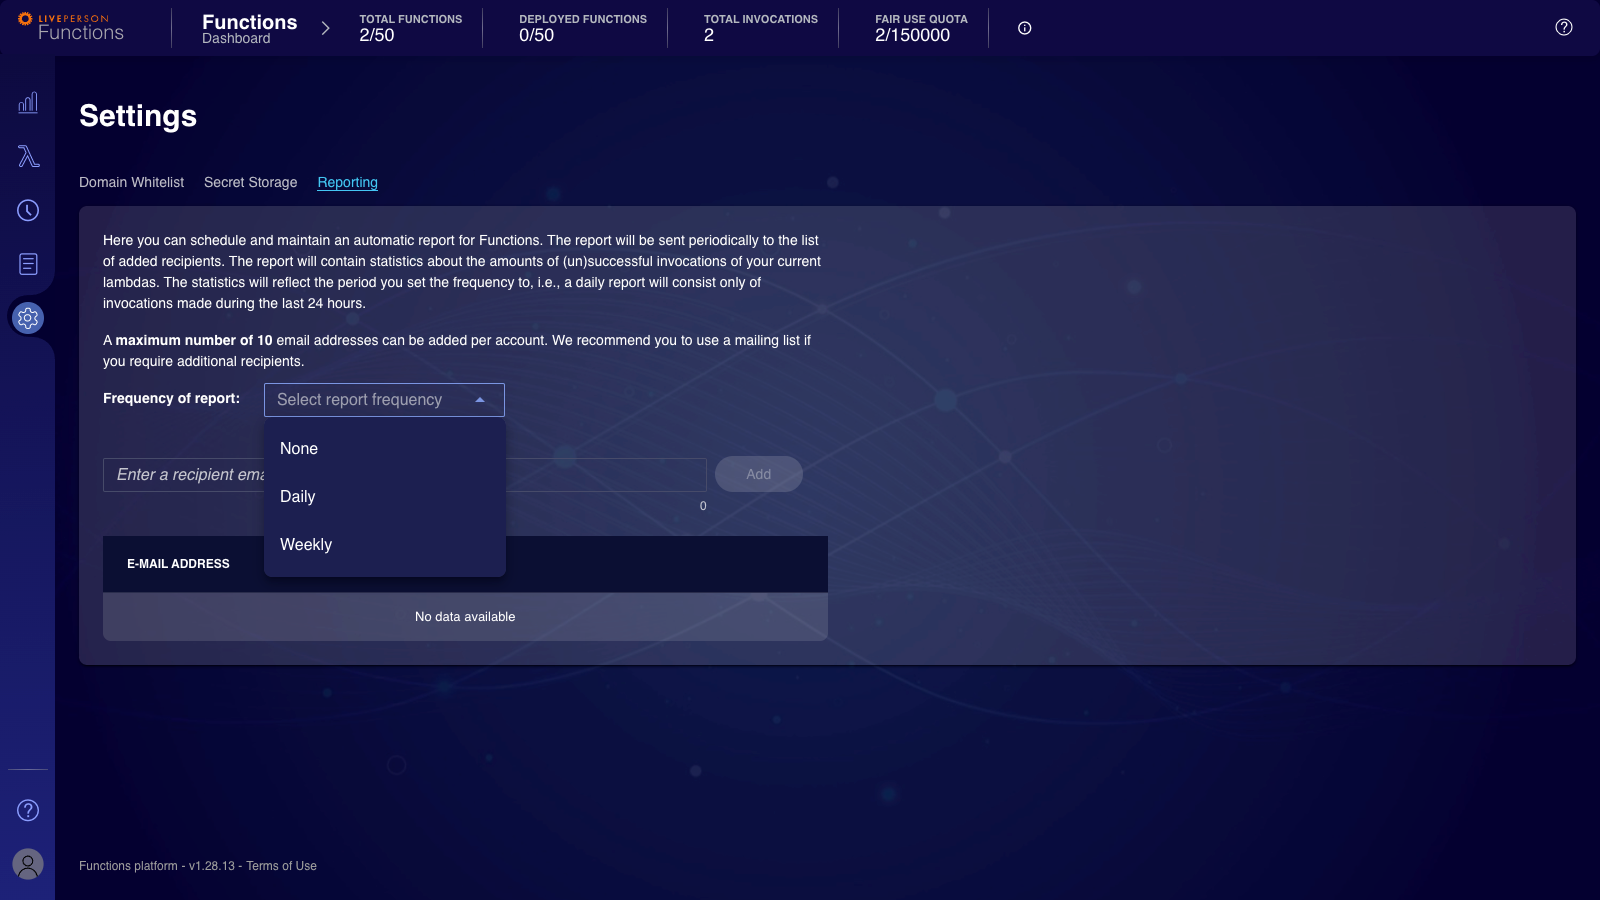 LIVEPERSON
Functions
Functions
Dashboard
TOTAL FUNCTIONS
2/50
DEPLOYED FUNCTIONS
0/50
TOTAL INVOCATIONS
2
FAIR USE QUOTA
2/150000
Settings
Domain Whitelist
Secret Storage
Reporting
Here you can schedule and maintain an automatic report for Functions. The report will be sent periodically to the list
of added recipients. The report will contain statistics about the amounts of (un)successful invocations of your current
lambdas. The statistics will reflect the period you set the frequency to, i.e., a daily report will consist only of
invocations made during the last 24 hours.
A maximum number of 10 email addresses can be added per account. We recommend you to use a mailing list if
you require additional recipients.
Frequency of report:
Select report frequency
None
Daily
Weekly
Enter a recipient ema
Add
0
E-MAIL ADDRESS
No data available
Functions platform - v1.28.13 - Terms of Use